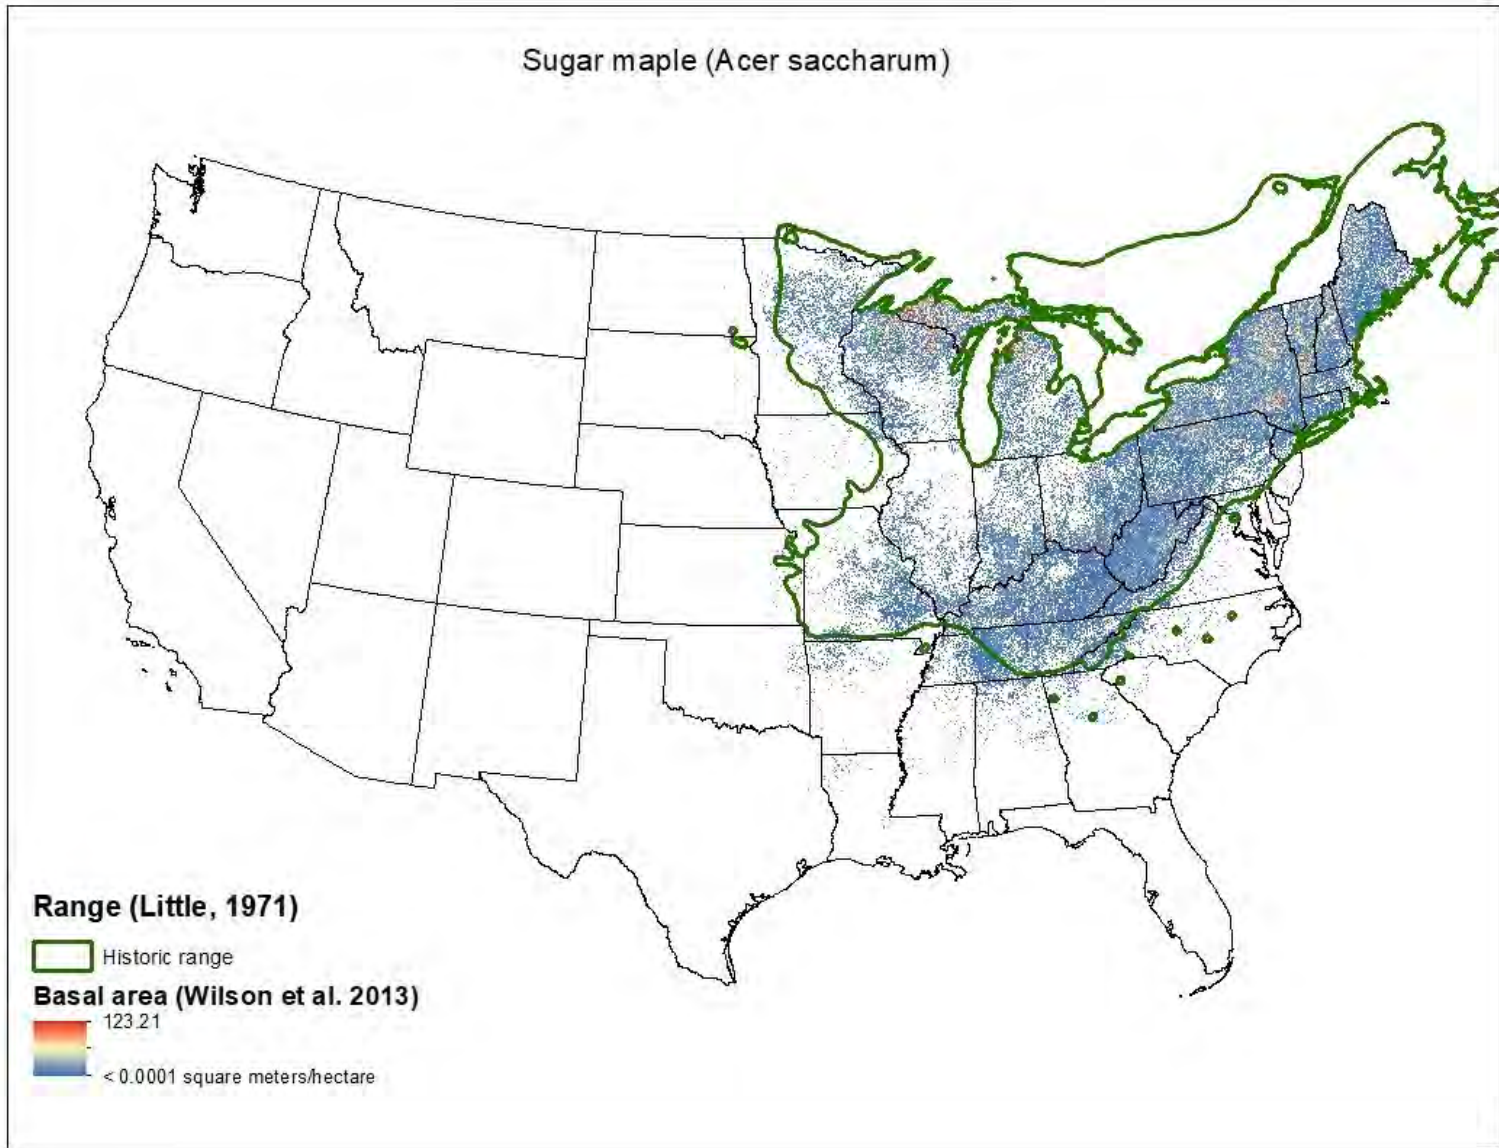 Sugar maple (Acer saccharum)
Range (Little, 1971)
Historic range
Basal area (Wilson et al. 2013)
123.21
< 0.0001 square meters/hectare